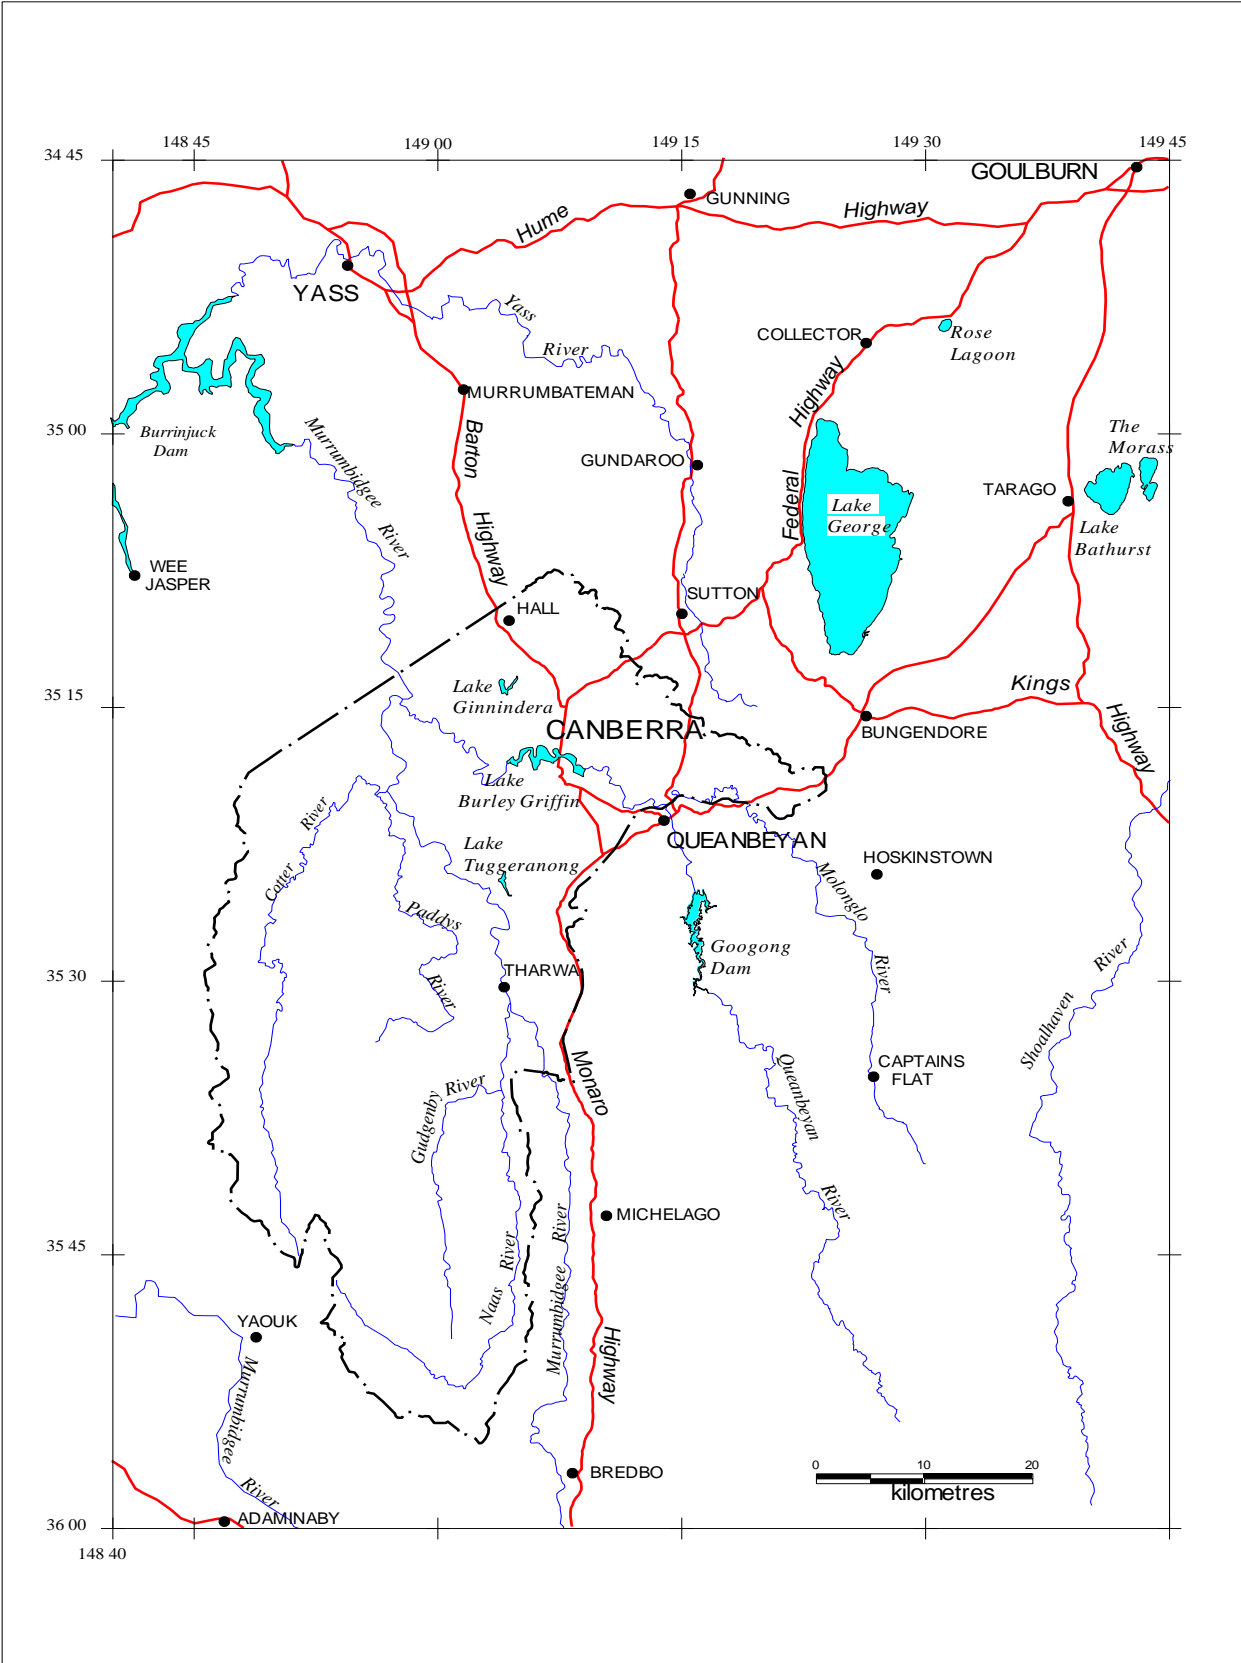 148 45
149 00
149 15
149 30
149 45
34 45
GOULBURN
GUNNING
Hume
Highway
YASS
Yass
River
COLLECTOR
Rose
Lagoon
Highway
MURRUMBATEMAN
35 00
Burrinjuck
Dam
Murrumbidgee
River
Barton
Highway
GUNDAROO
The
Morass
TARAGO
Lake
George
Federal
Lake
Bathurst
WEE
JASPER
HALL
SUTTON
35 15
Lake
Ginnindera
Kings
Highway
CANBERRA
BUNGENDORE
Lake
Burley Griffin
River
Cotter
Lake
Tuggeranong
QUEANBEYAN
HOSKINSTOWN
Molonglo
River
Paddys
River
Googong
Dam
River
Shoalhaven
35 30
THARWA
Monaro
Highway
CAPTAINS
FLAT
Queanbeyan
River
Gudgenby
River
MICHELAGO
35 45
Naas
River
Murrumbidgee
River
YAOUK
Murrumbidgee
River
BREDBO
0
10
20
kilometres
ADAMINABY
36 00
148 40